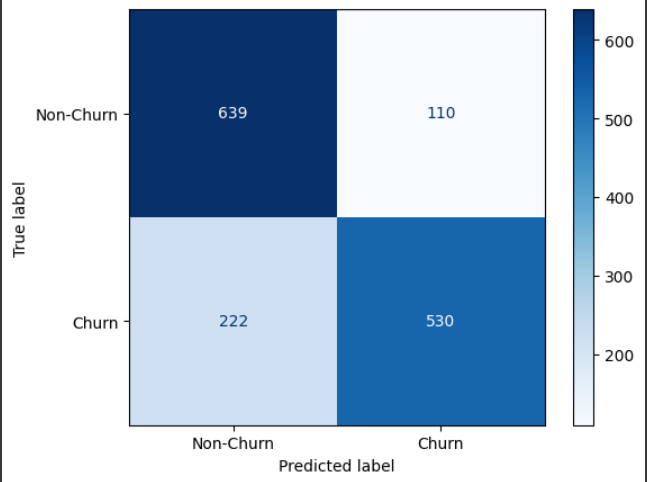 Non-Churn 639 110
Churn 222 530
True label
Non-Churn Churn
Predicted label
600
500
400
300
200